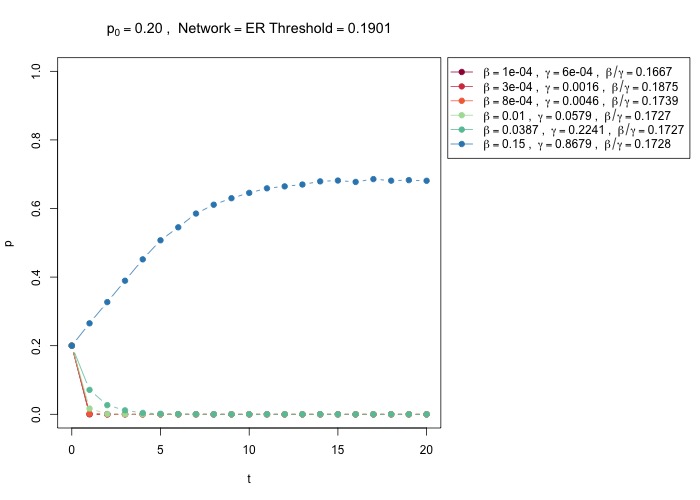 p0 = 0.20 , Network = ER Threshold = 0.1901
β = 1e-04 , γ = 6e-04 , β/γ = 0.1667
β = 3e-04 , γ = 0.0016 , β/γ = 0.1875
β = 8e-04 , γ = 0.0046 , β/γ = 0.1739
β = 0.01 , γ = 0.0579 , β/γ = 0.1727
β = 0.0387 , γ = 0.2241 , β/γ = 0.1727
β = 0.15 , γ = 0.8679 , β/γ = 0.1728
1.0
0.8
0.6
0.4
0.2
0.0
p
0 5 10 15 20
t